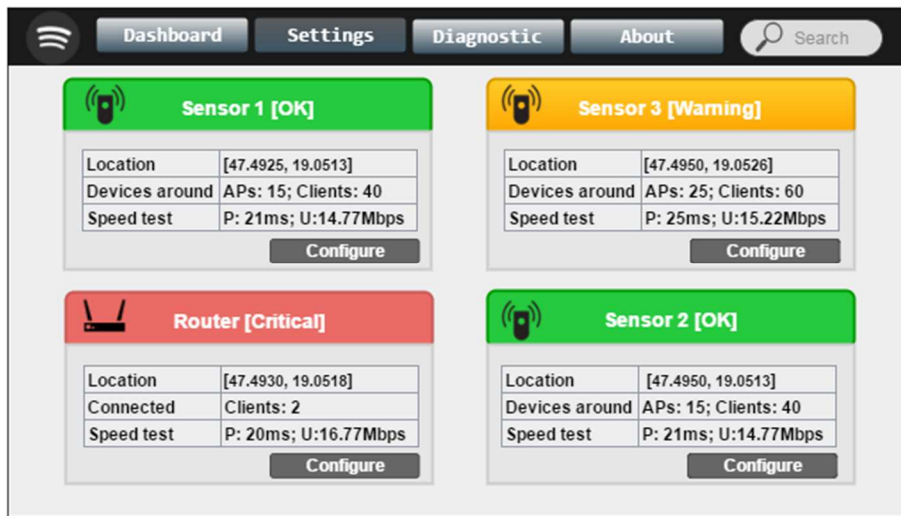 Dashboard Settings Diagnostic About Search
Sensor 1 [OK]
Location [47.4925, 19.0513]
Devices around APs: 15; Clients: 40
Speed test P: 21ms; U:14.77Mbps
Configure
Sensor 3 [Warning]
Location [47.4950, 19.0526]
Devices around APs: 25; Clients: 60
Speed test P: 25ms; U:15.22Mbps
Configure
Router [Critical]
Location [47.4930, 19.0518]
Connected Clients: 2
Speed test P: 20ms; U:16.77Mbps
Configure
Sensor 2 [OK]
Location [47.4950, 19.0513]
Devices around APs: 15; Clients: 40
Speed test P: 21ms; U:14.77Mbps
Configure